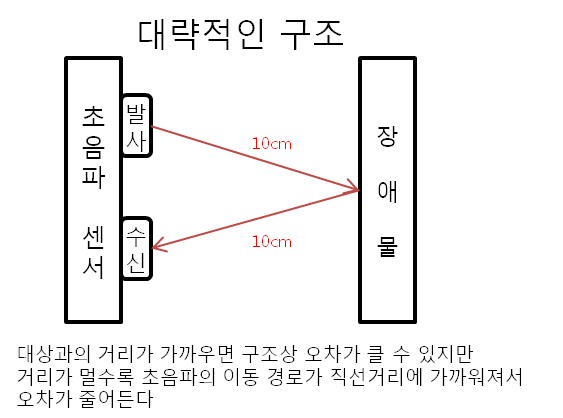 대략적인 구조
초음파 센서
발사
수신
10cm
10cm
장애물
대상과의 거리가 가까우면 구조상 오차가 클 수 있지만
거리가 멀수록 초음파의 이동 경로가 직선거리에 가까워져서
오차가 줄어든다